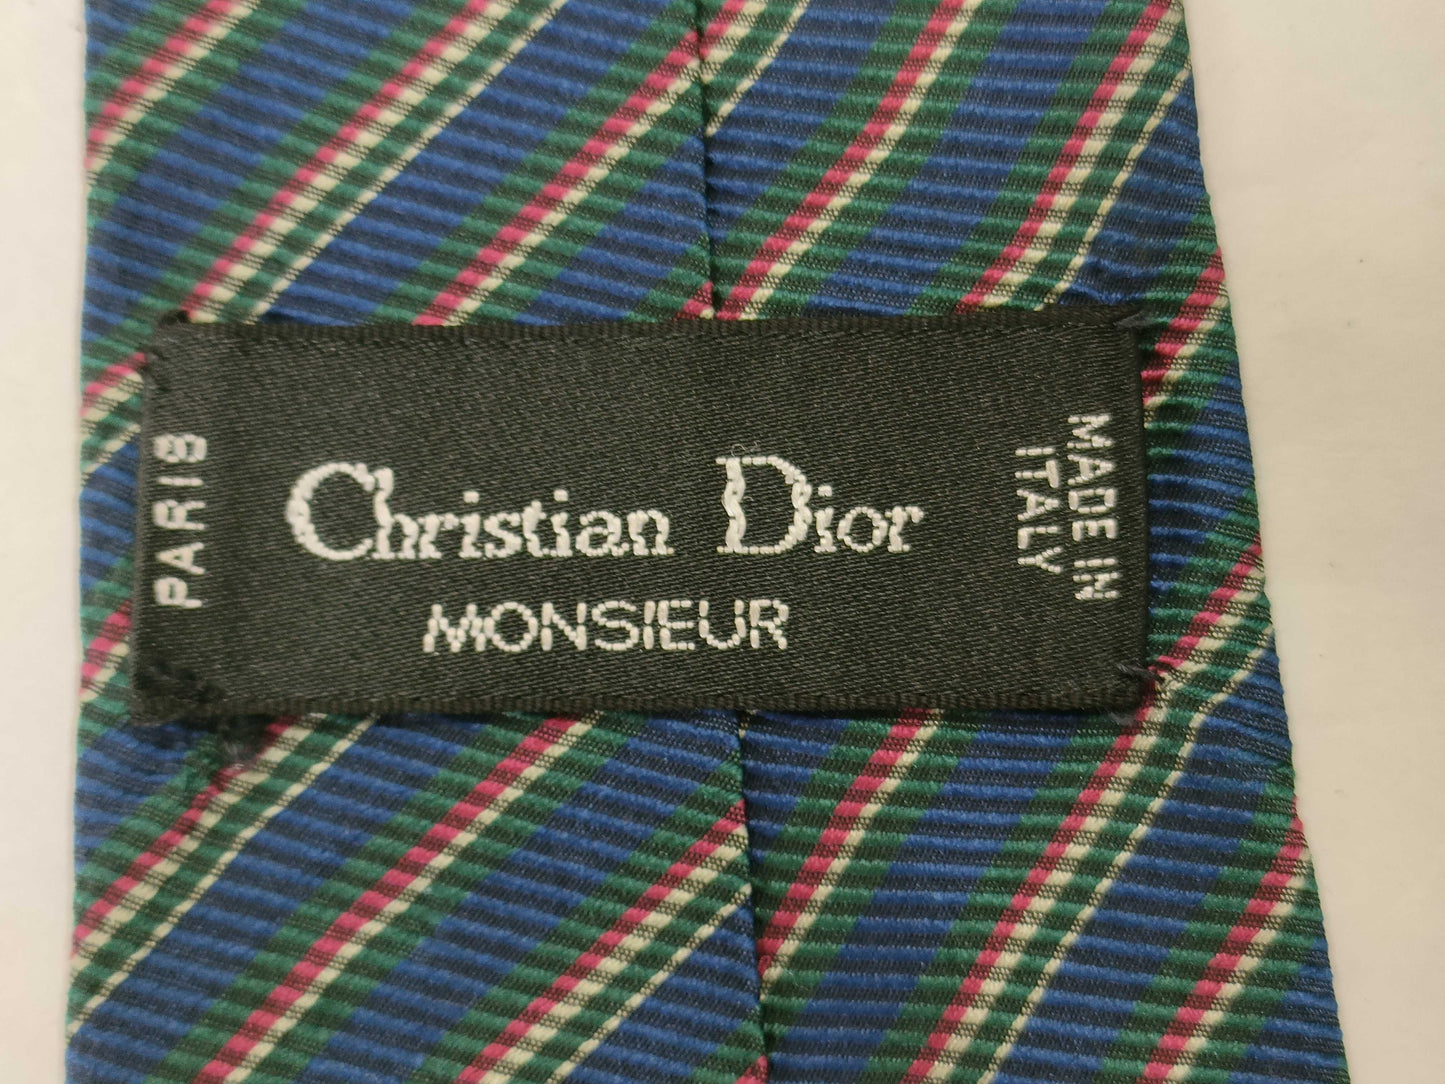 PARIS
Christian Dior
MONSIEUR
MADE IN
ITALY